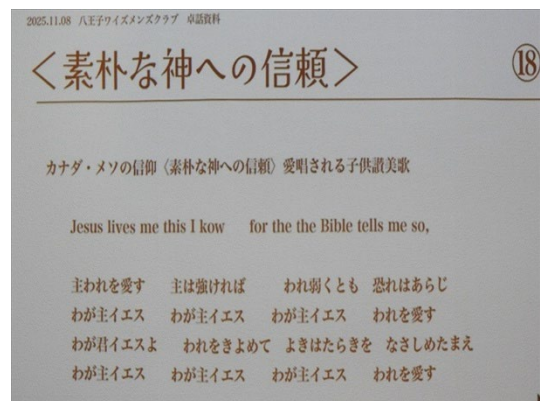 2025.11.08 八王子ワイズメンズクラブ 卓話資料
＜素朴な神への信頼＞ ⑱
カナダ・メソの信仰〈素朴な神への信頼〉愛唱される子供讃美歌
Jesus lives me this I kow for the the Bible tells me so,
主われを愛す 主は強ければ われ弱くとも 恐れはあらじ
わが主イエス わが主イエス わが主イエス われを愛す
わが君イエスよ われをきよめて よきはたらきを なさしめたまえ
わが主イエス わが主イエス わが主イエス われを愛す